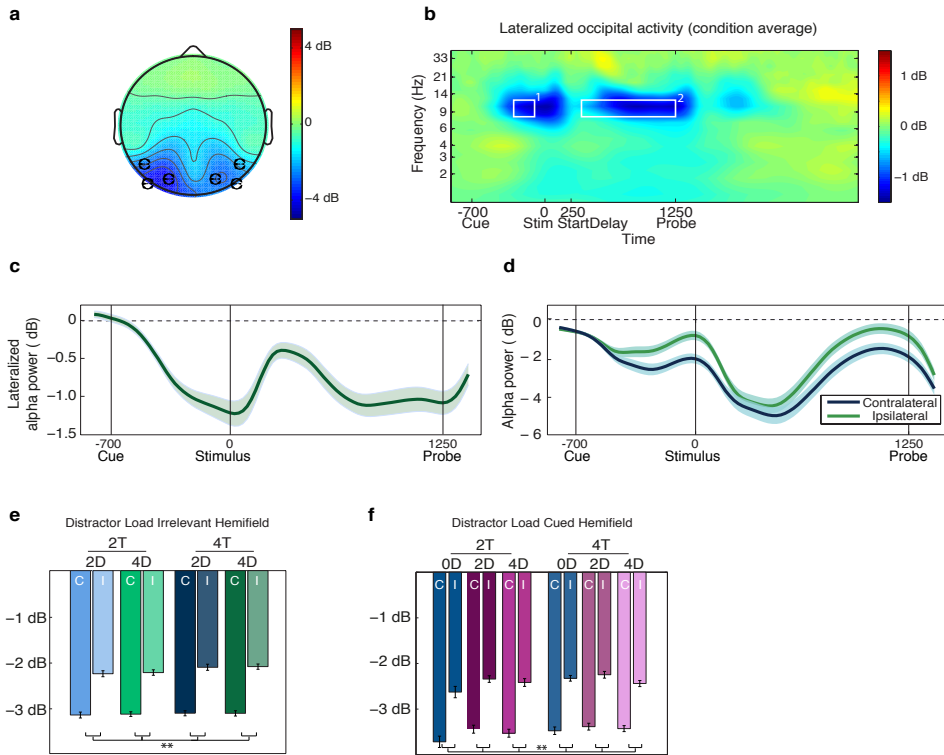 a
4 dB
0
−4 dB
b
Lateralized occipital activity (condition average)
Frequency (Hz)
33
21
14
9
6
4
3
2
1
2
1 dB
0 dB
−1 dB
-700 0 250 1250
Cue Stim StartDelay Probe
Time
c
Lateralized
alpha power ( dB)
0
−0.5
−1.0
−1.5
-700 0 1250
Cue Stimulus Probe
d
Alpha power ( dB)
0
−2
−4
− 6
Contralateral
Ipsilateral
-700 0 1250
Cue Stimulus Probe
e
Distractor Load Irrelevant Hemifield
2T 4T
2D 4D 2D 4D
C I C I C I C I
−1 dB
−2 dB
−3 dB
**
f
Distractor Load Cued Hemifield
2T 4T
0D 2D 4D 0D 2D 4D
C I C I C I C I C I C I
−1 dB
−2 dB
−3 dB
**